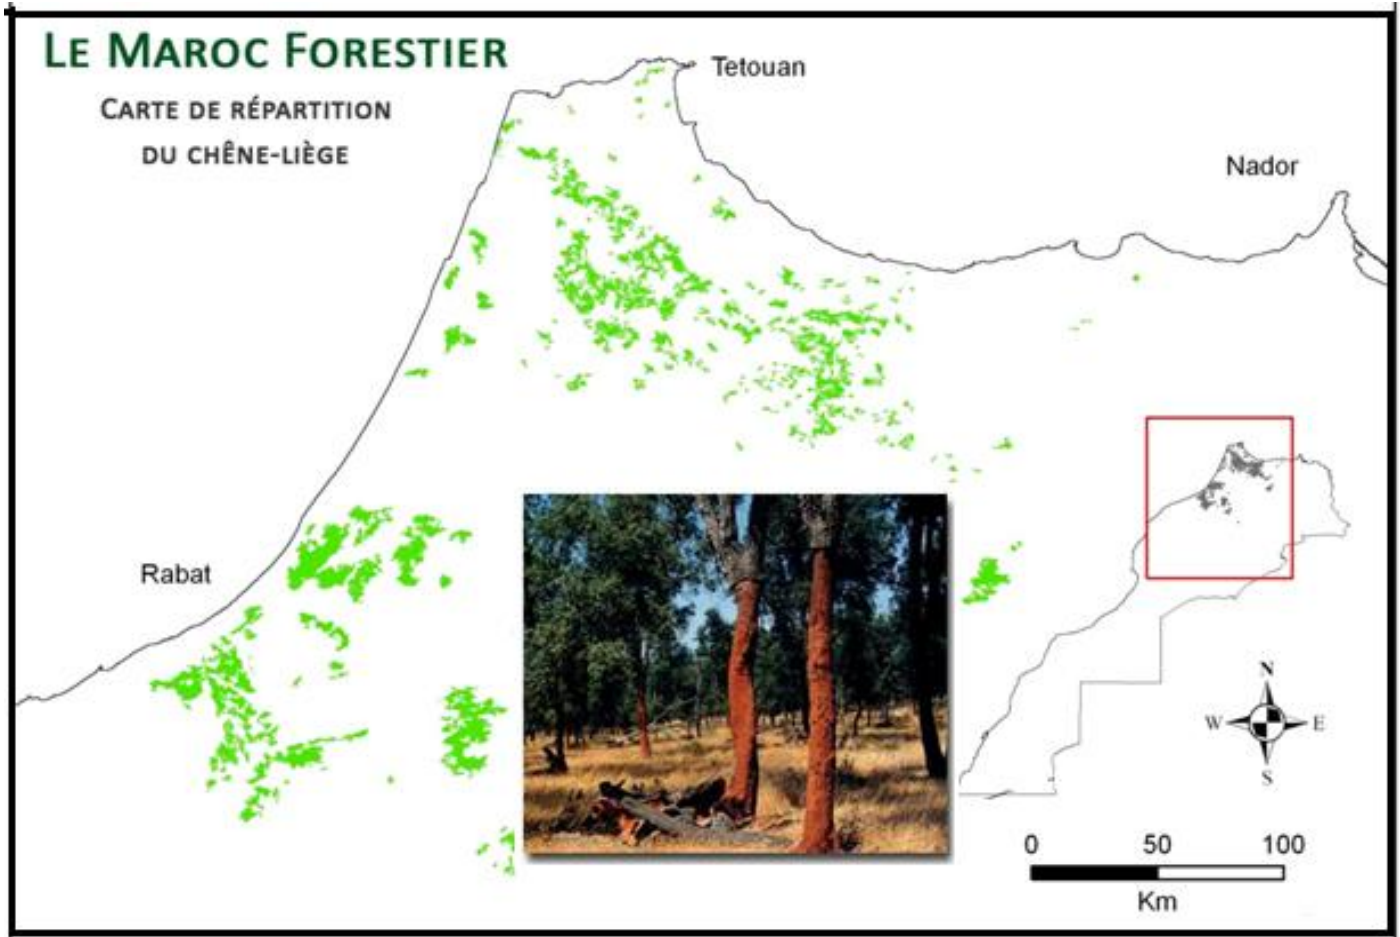 LE MAROC FORESTIER
CARTE DE RÉPARTITION
DU CHÊNE-LIÈGE
Tetouan
Nador
Rabat
N
W E
S
0 50 100
Km